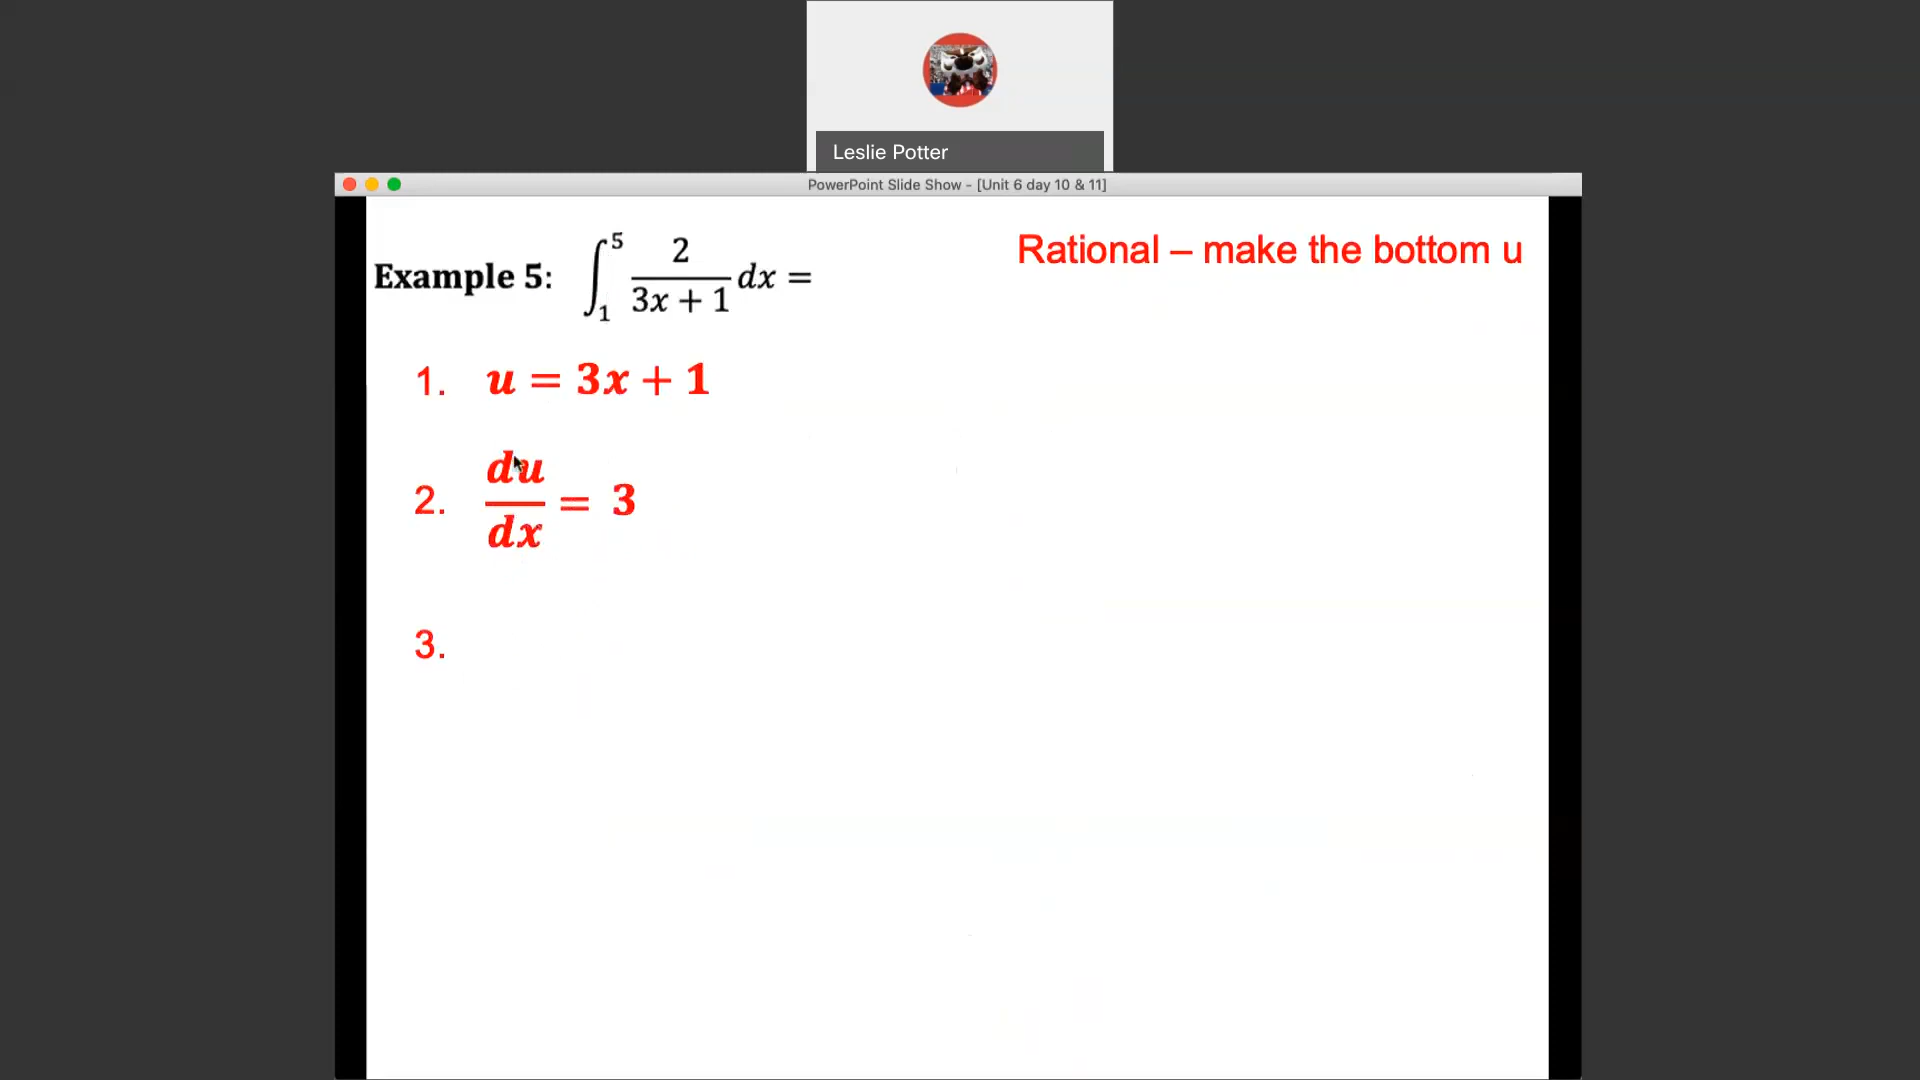 Leslie Potter
PowerPoint Slide Show - [Unit 6 day 10 & 11]
Rational – make the bottom u
Example 5: ∫₁⁵ 2/(3x + 1) dx =
1. u = 3x + 1
2. du/dx = 3
3.